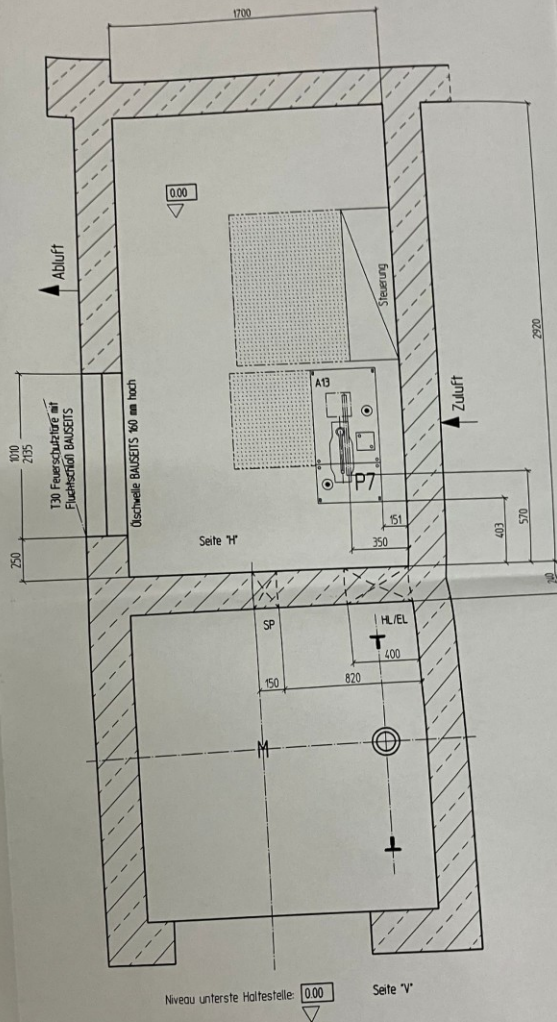 1700
0.00
Abluft
T30 Feuerschutztüre mit
Fluchtschloß BAUSEITS
1010
2135
250
Ölschwelle BAUSEITS 160 mm hoch
Seite "H"
Steuerung
A13
P7
151
350
403
570
2920
Zuluft
240
SP
HL/EL
400
150
820
M
Niveau unterste Haltestelle:
0.00
Seite "V"